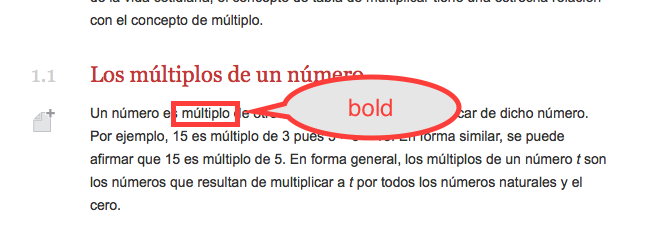 de la vida cotidiana, el concepto de tabla de multiplicar tiene una estrecha relación
con el concepto de múltiplo.
1.1 Los múltiplos de un número
bold
Un número es múltiplo de dicho número.
Por ejemplo, 15 es múltiplo de 3 pues En forma similar, se puede
afirmar que 15 es múltiplo de 5. En forma general, los múltiplos de un número t son
los números que resultan de multiplicar a t por todos los números naturales y el
cero.